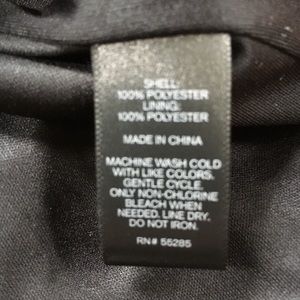 SHELL:
100% POLYESTER
LINING:
100% POLYESTER
MADE IN CHINA
MACHINE WASH COLD
WITH LIKE COLORS.
GENTLE CYCLE.
ONLY NON-CHLORINE
BLEACH WHEN
NEEDED. LINE DRY.
DO NOT IRON.
RN# 55285